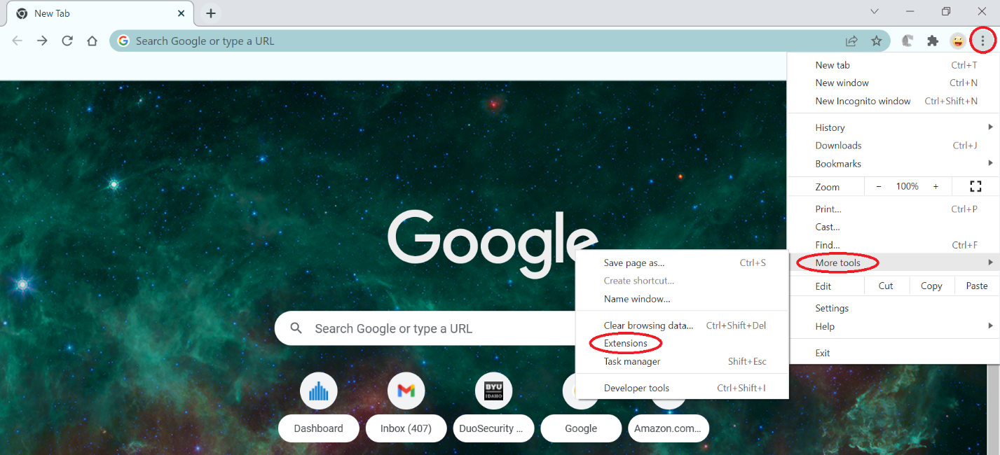 New Tab
Search Google or type a URL
New tab Ctrl+T
New window Ctrl+N
New Incognito window Ctrl+Shift+N
History
Downloads Ctrl+J
Bookmarks
Zoom − 100% +
Print... Ctrl+P
Cast...
Find... Ctrl+F
More tools
Edit Cut Copy Paste
Settings
Help
Exit
Google
Save page as... Ctrl+S
Create shortcut...
Name window...
Clear browsing data... Ctrl+Shift+Del
Extensions
Task manager Shift+Esc
Developer tools Ctrl+Shift+I
Search Google or type a URL
BYU
IDAHO
Dashboard
Inbox (407)
DuoSecurity ...
Google
Amazon.com...